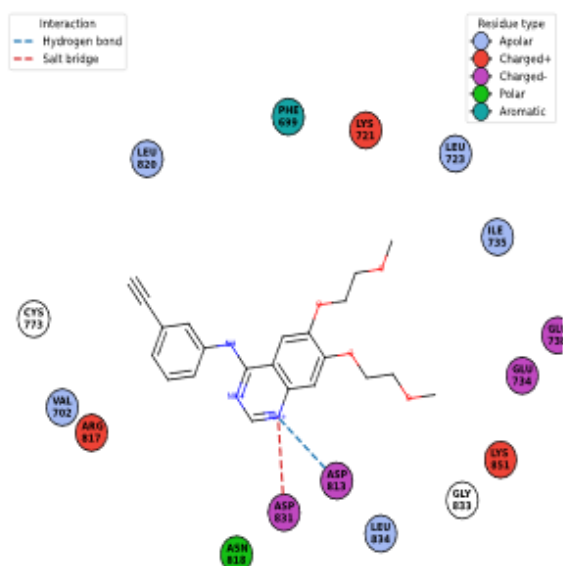 Interaction
Hydrogen bond
Salt bridge
Residue type
Apolar
Charged+
Charged-
Polar
Aromatic
PHE
699
LYS
721
LEU
723
LEU
820
ILE
735
CYS
773
GLU
734
VAL
702
ARG
817
LYS
851
ASP
813
GLY
833
ASP
831
LEU
834
ASN
818